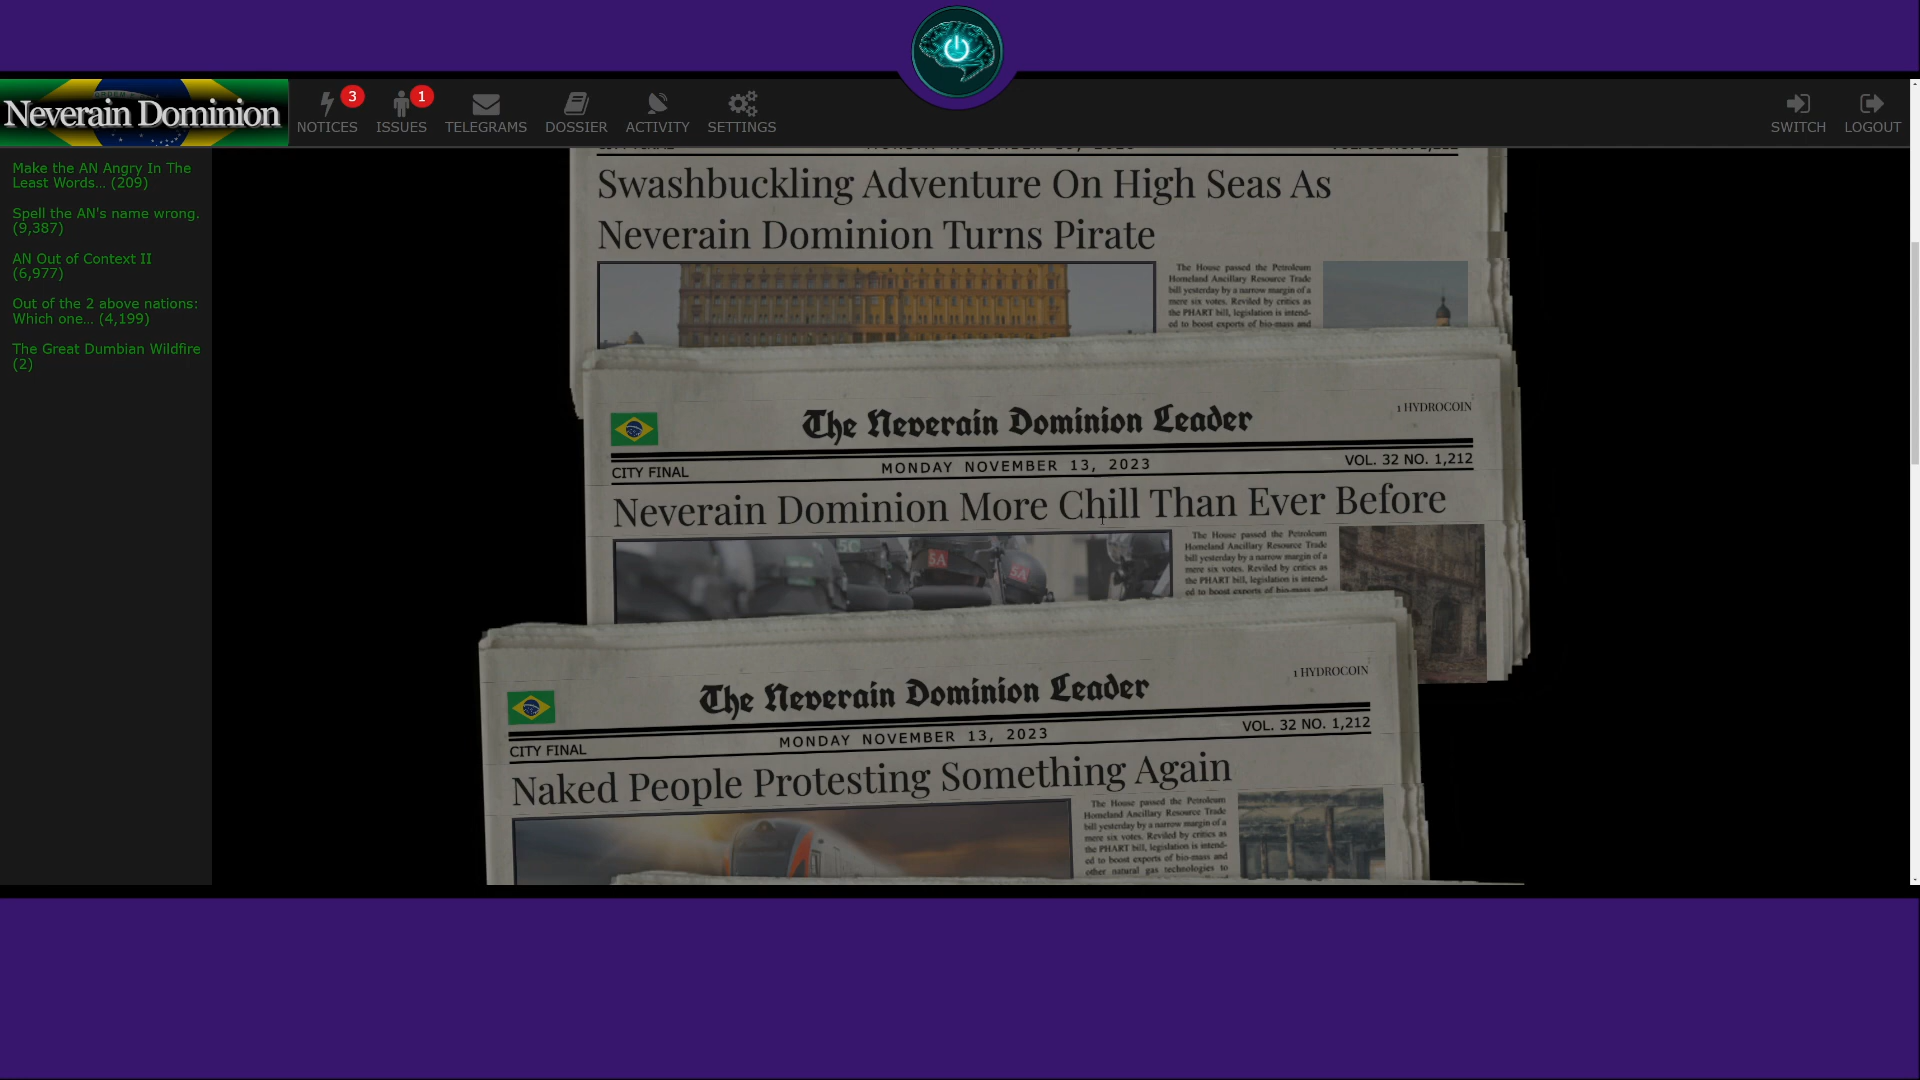 Neverain Dominion
3
NOTICES
1
ISSUES
TELEGRAMS
DOSSIER
ACTIVITY
SETTINGS
SWITCH
LOGOUT
Make the AN Angry In The
Least Words... (209)
Spell the AN's name wrong.
(9,387)
AN Out of Context II
(6,977)
Out of the 2 above nations:
Which one... (4,199)
The Great Dumbian Wildfire
(2)
Swashbuckling Adventure On High Seas As
Neverain Dominion Turns Pirate
The House passed the Petroleum
Homeland Ancillary Resource Trade
bill yesterday by a narrow margin of a
mere six votes. Reviled by critics as
the PHART bill, legislation is intend-
ed to boost exports of bio-mass and
The Neverain Dominion Leader
1 HYDROCOIN
CITY FINAL
MONDAY NOVEMBER 13, 2023
VOL. 32 NO. 1,212
Neverain Dominion More Chill Than Ever Before
5C
5A
5A
The House passed the Petroleum
Homeland Ancillary Resource Trade
bill yesterday by a narrow margin of a
mere six votes. Reviled by critics as
the PHART bill, legislation is intend-
ed to boost exports of bio-mass and
The Neverain Dominion Leader
1 HYDROCOIN
CITY FINAL
MONDAY NOVEMBER 13, 2023
VOL. 32 NO. 1,212
Naked People Protesting Something Again
The House passed the Petroleum
Homeland Ancillary Resource Trade
bill yesterday by a narrow margin of a
mere six votes. Reviled by critics as
the PHART bill, legislation is intend-
ed to boost exports of bio-mass and
other natural gas technologies to